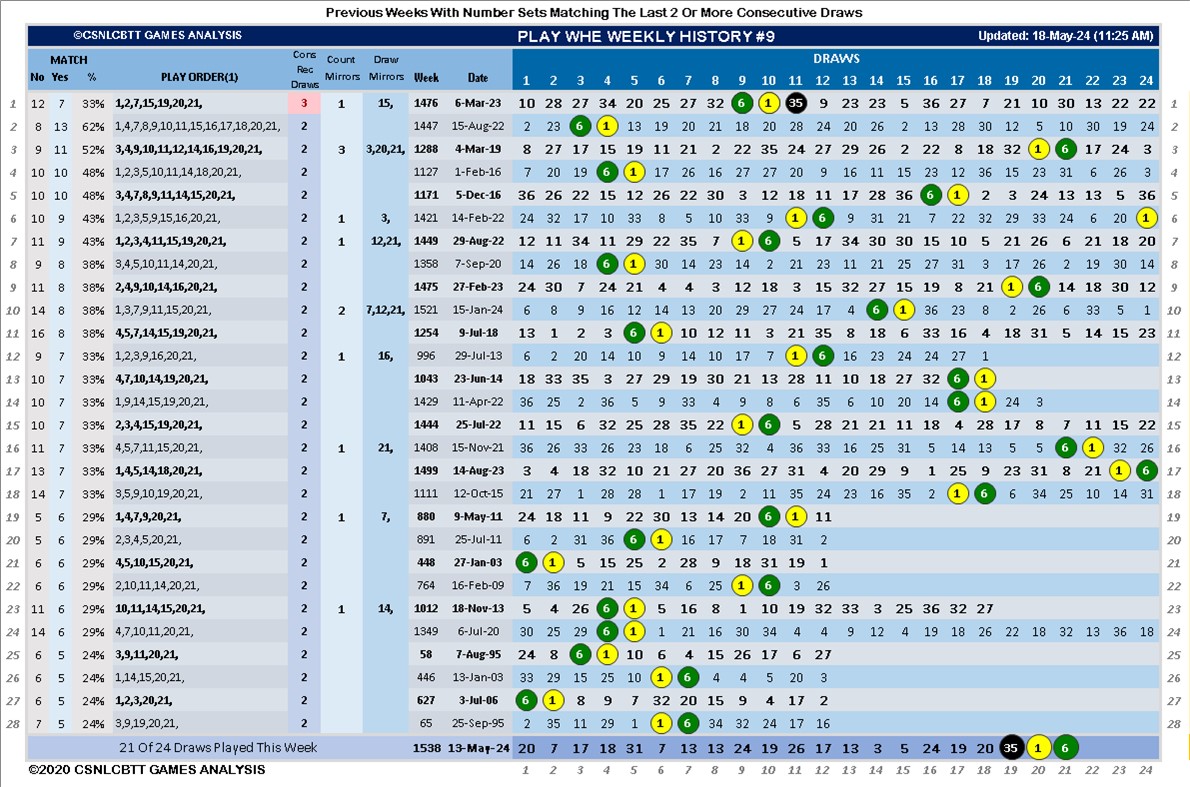 Previous Weeks With Number Sets Matching The Last 2 Or More Consecutive Draws
©CSNLCBTT GAMES ANALYSIS PLAY WHE WEEKLY HISTORY #9 Updated: 18-May-24 (11:25 AM)
MATCH Cons Count Draw DRAWS
No Yes % PLAY ORDER(1) Rec Draws Mirrors Mirrors Week Date 1 2 3 4 5 6 7 8 9 10 11 12 13 14 15 16 17 18 19 20 21 22 23 24
1 12 7 33% 1,2,7,15,19,20,21, 3 1 15, 1476 6-Mar-23 10 28 27 34 20 25 27 32 6 1 35 9 23 23 5 36 27 7 21 10 30 13 22 22 1
2 8 13 62% 1,4,7,8,9,10,11,15,16,17,18,20,21, 2 1447 15-Aug-22 2 23 6 1 13 19 20 21 18 20 28 24 20 26 2 13 28 30 12 5 10 30 19 24 2
3 9 11 52% 3,4,9,10,11,12,14,16,19,20,21, 2 3 3,20,21, 1288 4-Mar-19 8 27 17 15 19 11 21 2 22 35 24 27 29 26 2 22 8 18 32 1 6 17 24 3 3
4 10 10 48% 1,2,3,5,10,11,14,18,20,21, 2 1127 1-Feb-16 7 20 19 6 1 17 26 16 27 27 20 9 16 11 15 23 12 36 15 23 31 6 26 3 4
5 10 10 48% 3,4,7,8,9,11,14,15,20,21, 2 1171 5-Dec-16 36 26 22 22 12 26 22 30 3 12 18 11 17 28 36 6 1 2 3 24 13 13 5 36 5
6 10 9 43% 1,2,3,5,9,15,16,20,21, 2 1 3, 1421 14-Feb-22 24 32 17 10 33 8 5 10 33 9 1 6 9 31 21 7 22 32 29 33 24 6 9 1 6
7 11 9 43% 1,2,3,4,11,15,19,20,21, 2 1 12,21, 1449 29-Aug-22 12 11 34 11 29 22 35 7 1 6 5 17 34 30 30 15 10 5 21 26 6 21 18 20 7
8 9 8 38% 3,4,5,10,11,14,20,21, 2 1358 7-Sep-20 14 26 18 6 1 30 14 23 14 2 21 23 11 21 25 27 31 3 17 26 2 19 30 14 8
9 11 8 38% 2,4,9,10,14,16,20,21, 2 1475 27-Feb-23 24 30 7 24 21 4 4 3 12 18 3 15 32 27 15 19 8 21 1 6 14 18 30 12 9
10 14 8 38% 1,3,7,9,11,15,20,21, 2 2 7,12,21, 1521 15-Jan-24 6 8 9 16 12 14 13 20 29 27 24 17 4 6 1 36 23 8 2 26 6 33 5 1 10
11 16 8 38% 4,5,7,14,15,19,20,21, 2 1254 9-Jul-18 13 1 2 3 6 1 10 12 11 3 21 35 8 18 6 33 16 4 18 31 5 14 15 23 11
12 9 7 33% 1,2,3,9,16,20,21, 2 1 16, 996 29-Jul-13 6 2 20 14 10 9 14 10 17 7 1 6 16 23 24 24 27 1 12
13 10 7 33% 4,7,10,14,19,20,21, 2 1043 23-Jun-14 18 33 35 3 27 29 19 30 21 13 28 11 10 18 27 32 6 1 13
14 10 7 33% 1,9,14,15,19,20,21, 2 1429 11-Apr-22 36 25 2 36 5 9 33 4 9 8 6 35 6 10 20 14 6 1 24 3 14
15 10 7 33% 2,3,4,15,19,20,21, 2 1444 25-Jul-22 11 15 6 32 25 28 35 22 1 6 5 28 21 21 11 18 4 28 17 8 7 11 15 22 15
16 11 7 33% 4,5,7,11,15,20,21, 2 1 21, 1408 15-Nov-21 36 26 33 26 23 18 6 25 32 4 36 33 16 25 31 5 14 13 5 5 6 1 32 26 16
17 13 7 33% 1,4,5,14,18,20,21, 2 1499 14-Aug-23 3 4 18 32 10 21 27 20 36 27 31 4 20 29 9 1 25 9 23 31 8 21 1 6 17
18 14 7 33% 3,5,9,10,19,20,21, 2 1111 12-Oct-15 21 27 1 28 28 1 17 19 2 11 35 24 23 16 35 2 1 6 6 34 25 10 14 31 18
19 5 6 29% 1,4,7,9,20,21, 2 1 7, 880 9-May-11 24 18 11 9 22 30 13 14 20 6 1 11 19
20 5 6 29% 2,3,4,5,20,21, 2 891 25-Jul-11 6 2 31 36 6 1 16 17 7 18 31 2 20
21 6 6 29% 4,5,10,15,20,21, 2 448 27-Jan-03 6 1 5 15 25 2 28 9 18 31 19 1 21
22 6 6 29% 2,10,11,14,20,21, 2 764 16-Feb-09 7 36 19 21 15 34 6 25 1 6 3 26 22
23 11 6 29% 10,11,14,15,20,21, 2 1 14, 1012 18-Nov-13 5 4 26 6 1 5 16 8 1 10 19 32 33 3 25 36 32 27 23
24 14 6 29% 4,7,10,11,20,21, 2 1349 6-Jul-20 30 25 29 6 1 1 21 16 30 34 4 4 9 12 4 19 18 26 22 18 32 13 36 18 24
25 6 5 24% 3,9,11,20,21, 2 58 7-Aug-95 24 8 6 1 10 6 4 15 26 17 6 27 25
26 6 5 24% 1,14,15,20,21, 2 446 13-Jan-03 33 29 15 25 10 1 6 4 4 5 20 3 26
27 6 5 24% 1,2,3,20,21, 2 627 3-Jul-06 6 1 8 9 7 32 20 15 9 4 17 2 27
28 7 5 24% 3,9,19,20,21, 2 65 25-Sep-95 2 35 11 29 1 1 6 34 32 24 17 16 28
21 Of 24 Draws Played This Week 1538 13-May-24 20 7 17 18 31 7 13 13 24 19 26 17 13 3 5 24 19 20 35 1 6
©2020 CSNLCBTT GAMES ANALYSIS 1 2 3 4 5 6 7 8 9 10 11 12 13 14 15 16 17 18 19 20 21 22 23 24